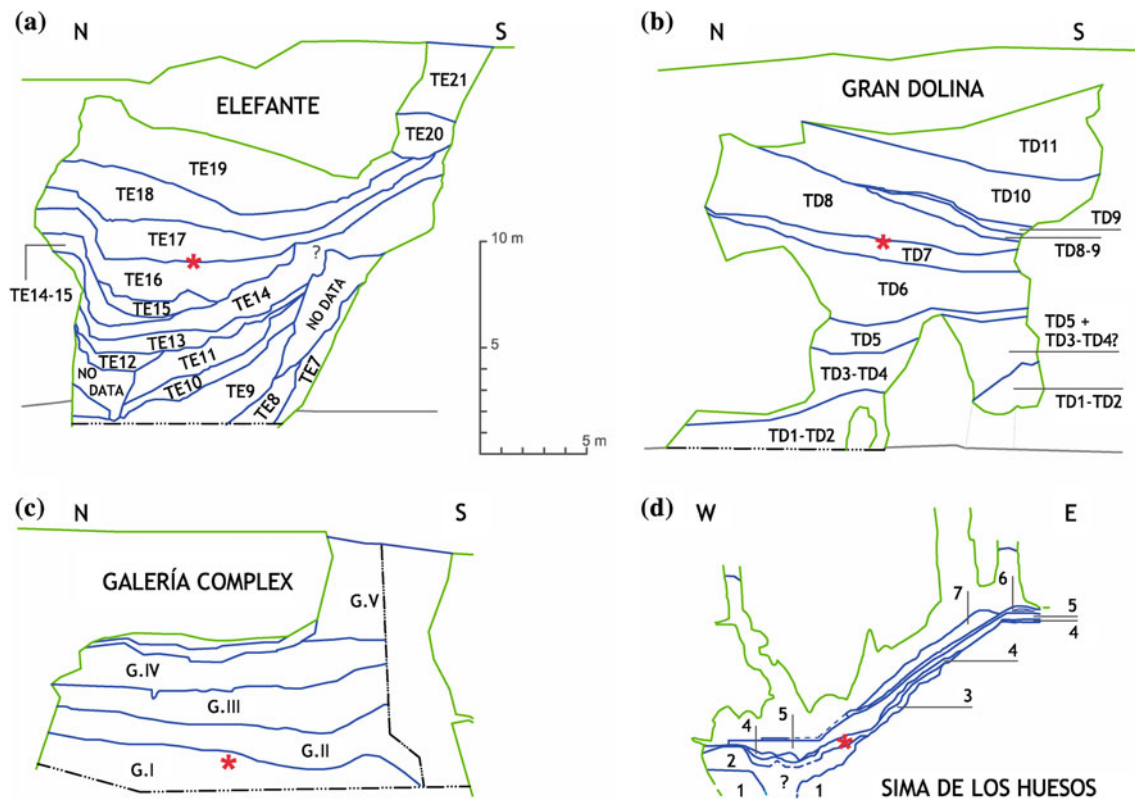 (a)
N
S
ELEFANTE
TE21
TE20
TE19
TE18
TE17
TE16
TE15
TE14
?
TE14-15
TE13
TE12
TE11
TE10
NO DATA
NO
DATA
TE9
TE8
TE7
10 m
5
5 m
(b)
N
S
GRAN DOLINA
TD11
TD10
TD9
TD8-9
TD8
TD7
TD6
TD5
TD5 +
TD3-TD4?
TD3-TD4
TD1-TD2
TD1-TD2
(c)
N
S
GALERÍA COMPLEX
G.V
G.IV
G.III
G.II
G.I
(d)
W
E
7
6
5
4
4
3
4
5
2
1
?
1
SIMA DE LOS HUESOS